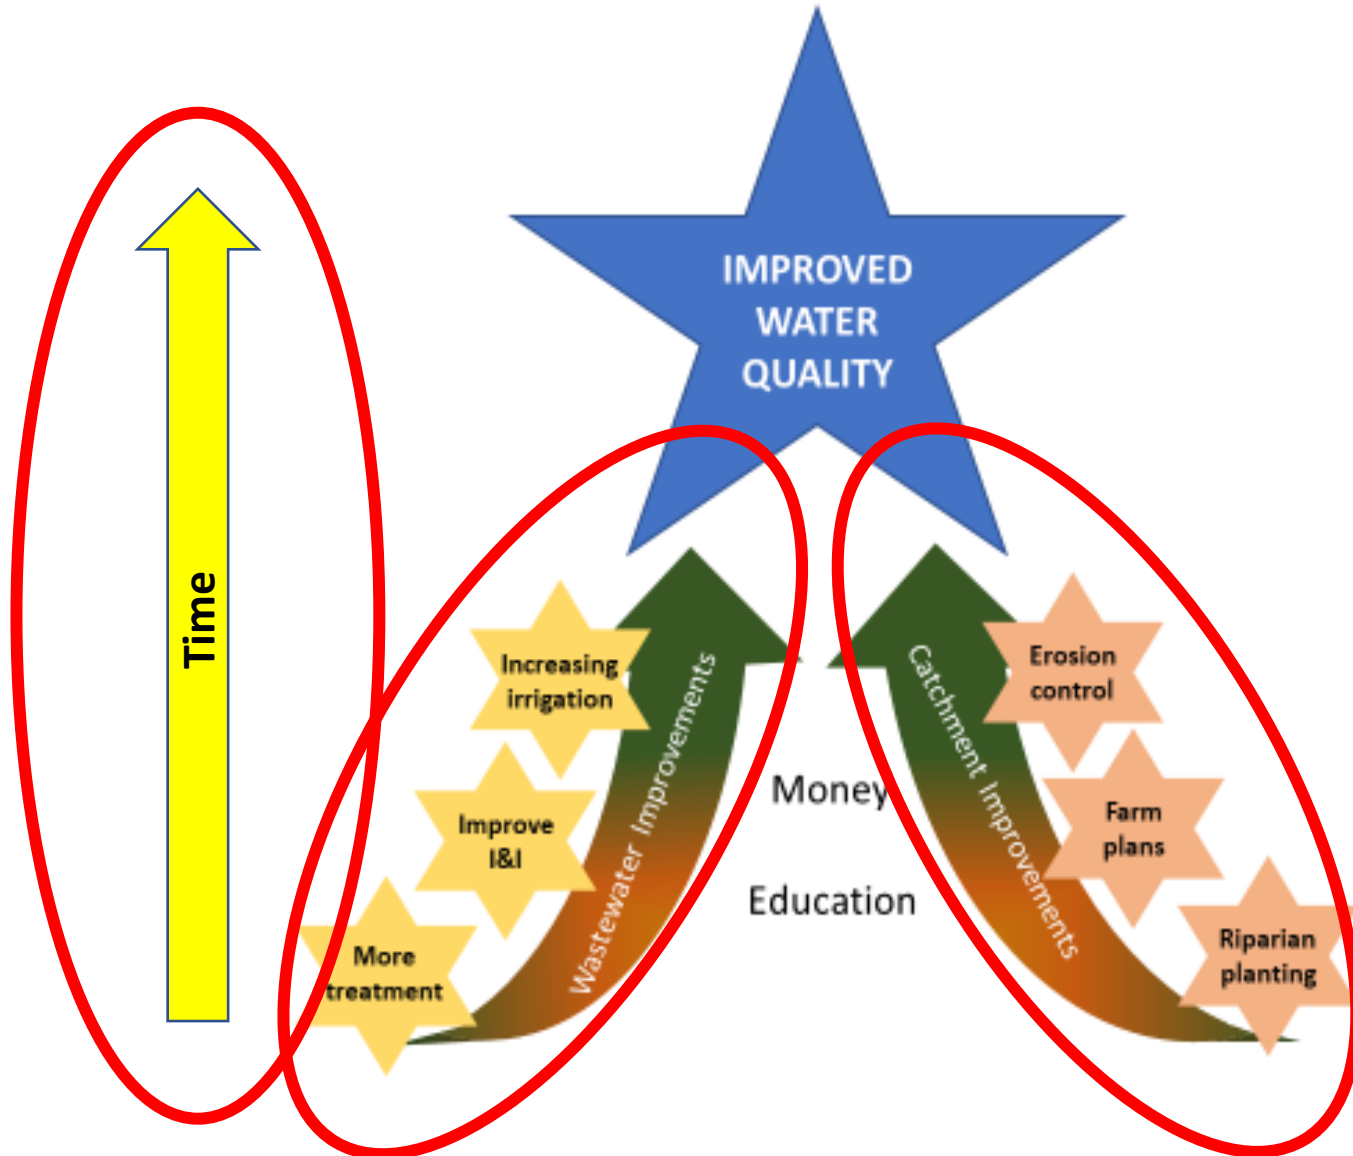 IMPROVED
WATER
QUALITY
Time
Increasing
irrigation
Improve
I&I
More
treatment
Wastewater Improvements
Money
Education
Catchment Improvements
Erosion
control
Farm
plans
Riparian
planting